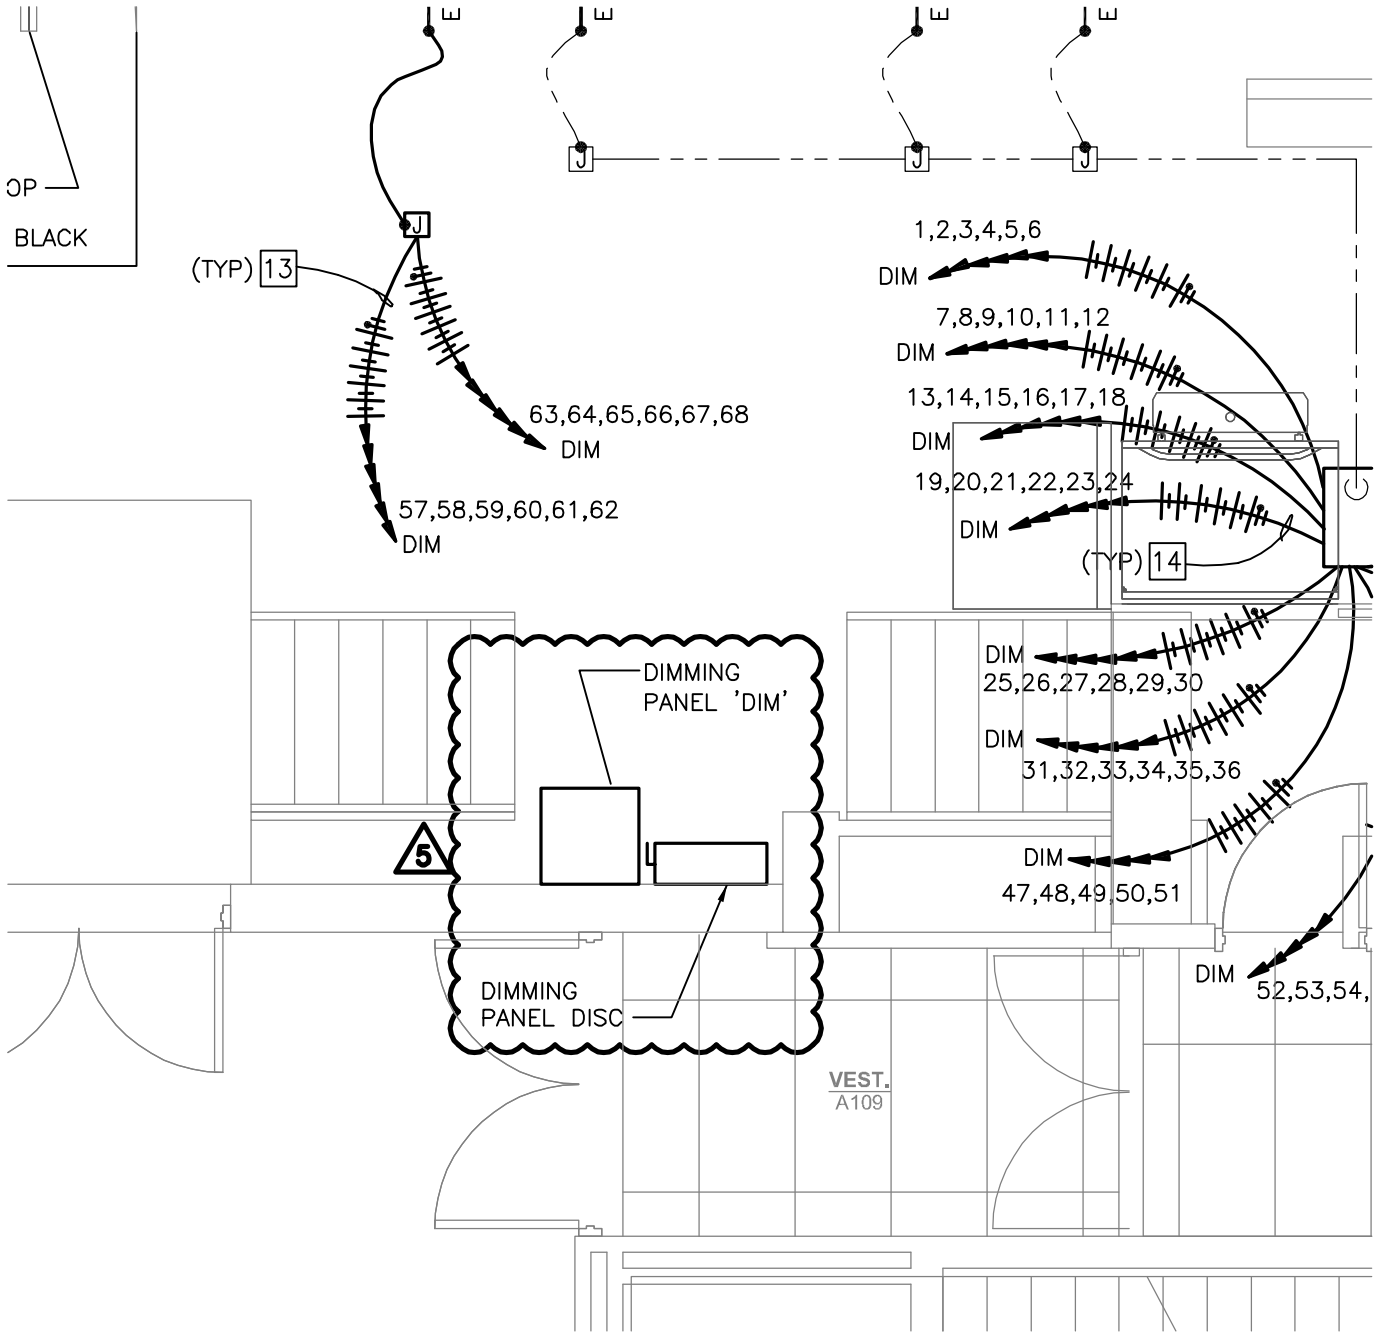 E
E
E
E
J
J
J
OP
BLACK
J
(TYP) 13
1,2,3,4,5,6
DIM
7,8,9,10,11,12
DIM
13,14,15,16,17,18
DIM
63,64,65,66,67,68
DIM
19,20,21,22,23,24
DIM
57,58,59,60,61,62
DIM
(TYP) 14
DIM
25,26,27,28,29,30
DIMMING
PANEL 'DIM'
DIM
31,32,33,34,35,36
5
DIM
47,48,49,50,51
DIM
52,53,54,
DIMMING
PANEL DISC
VEST.
A109